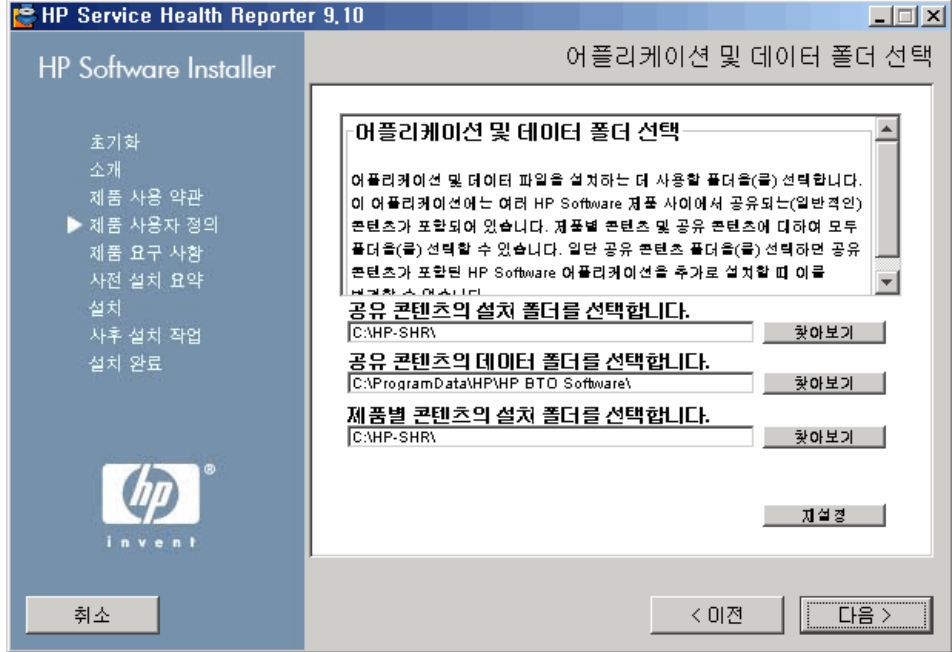 HP Service Health Reporter 9.10
HP Software Installer
어플리케이션 및 데이터 폴더 선택
초기화
소개
제품 사용 약관
제품 사용자 정의
제품 요구 사항
사전 설치 요약
설치
사후 설치 작업
설치 완료
어플리케이션 및 데이터 폴더 선택
어플리케이션 및 데이터 파일을 설치하는 데 사용할 폴더을(를) 선택합니다.
이 어플리케이션에는 여러 HP Software 제품 사이에서 공유되는(일반적인)
콘텐츠가 포함되어 있습니다. 제품별 콘텐츠 및 공유 콘텐츠에 대하여 모두
폴더을(를) 선택할 수 있습니다. 일단 공유 콘텐츠 폴더을(를) 선택하면 공유
콘텐츠가 포함된 HP Software 어플리케이션을 추가로 설치할 때 이를
공유 콘텐츠의 설치 폴더를 선택합니다.
C:\HP-SHR\
찾아보기
공유 콘텐츠의 데이터 폴더를 선택합니다.
C:\ProgramData\HP\HP BTO Software\
찾아보기
제품별 콘텐츠의 설치 폴더를 선택합니다.
C:\HP-SHR\
찾아보기
재설정
hp ®
invent
취소
< 이전
다음 >